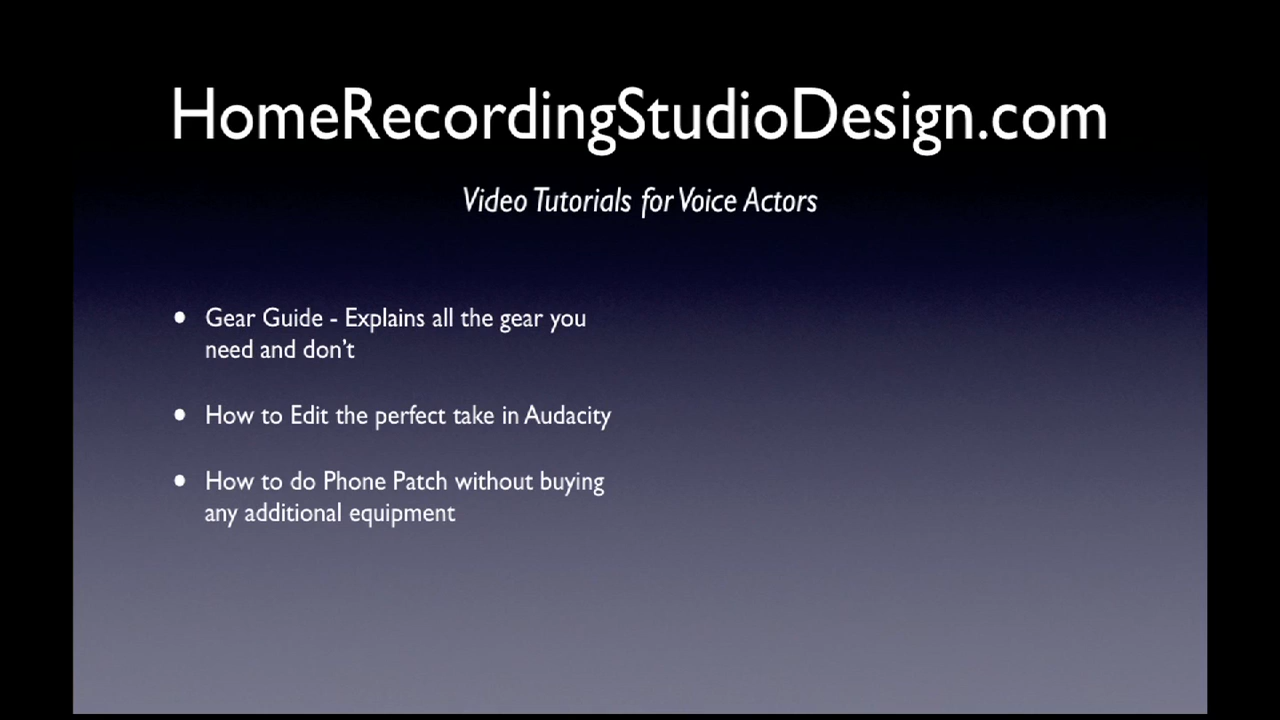 HomeRecordingStudioDesign.com
Video Tutorials for Voice Actors
• Gear Guide - Explains all the gear you
need and don't
• How to Edit the perfect take in Audacity
• How to do Phone Patch without buying
any additional equipment